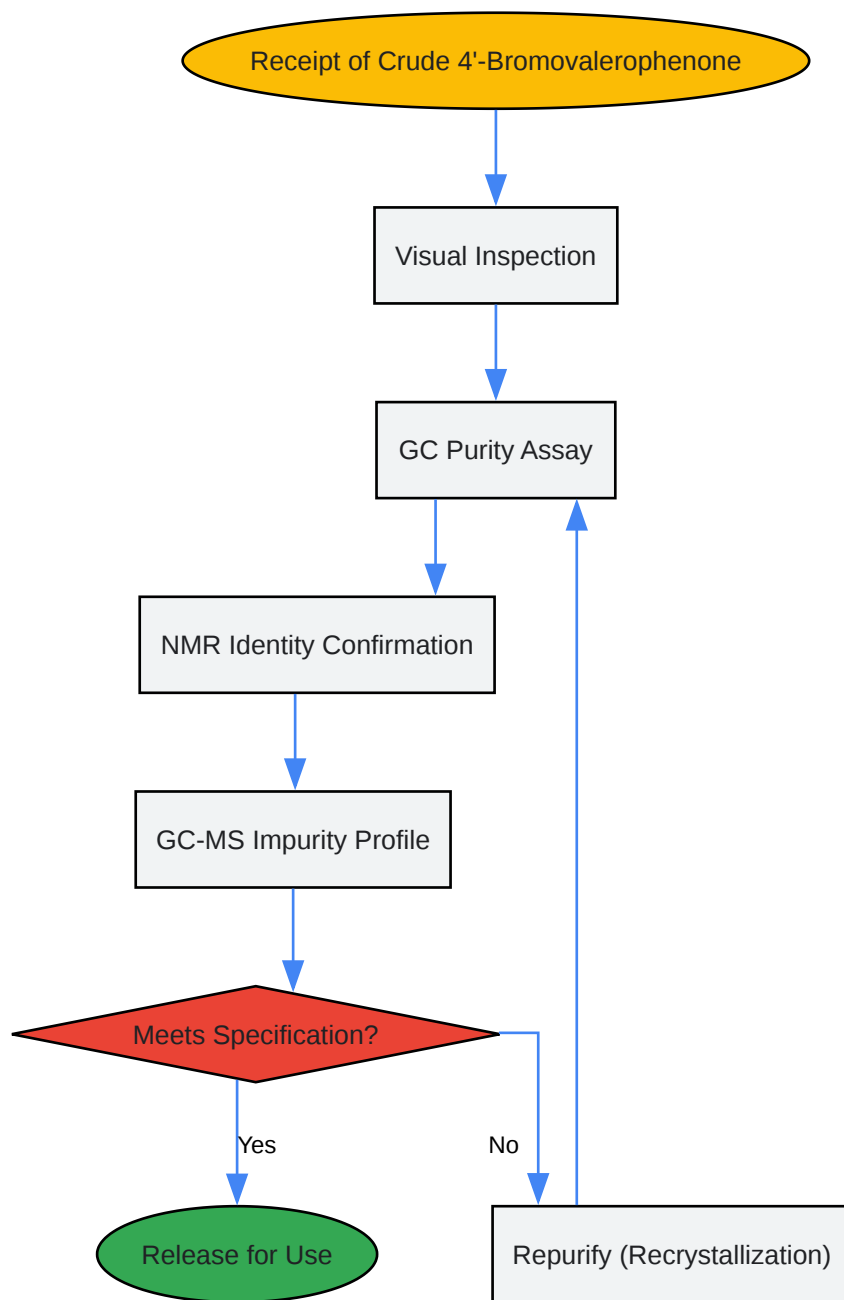 Receipt of Crude 4'-Bromovalerophenone
Visual Inspection
GC Purity Assay
NMR Identity Confirmation
GC-MS Impurity Profile
Meets Specification?
Yes
No
Release for Use
Repurify (Recrystallization)